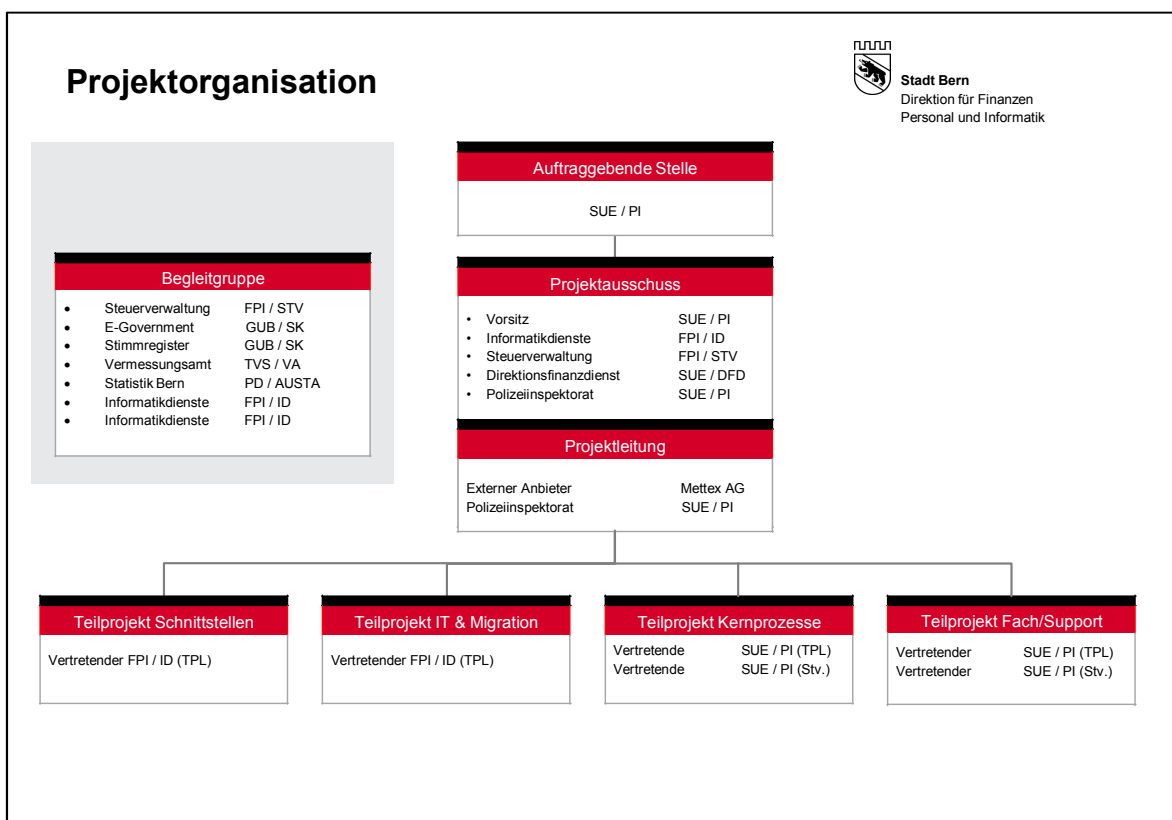 Projektorganisation
Stadt Bern
Direktion für Finanzen
Personal und Informatik
Auftraggebende Stelle
SUE / PI
Begleitgruppe
• Steuerverwaltung FPI / STV
• E-Government GUB / SK
• Stimmregister GUB / SK
• Vermessungsamt TVS / VA
• Statistik Bern PD / AUSTA
• Informatikdienste FPI / ID
• Informatikdienste FPI / ID
Projektausschuss
• Vorsitz SUE / PI
• Informatikdienste FPI / ID
• Steuerverwaltung FPI / STV
• Direktionsfinanzdienst SUE / DFD
• Polizeiinspektorat SUE / PI
Projektleitung
Externer Anbieter Mettex AG
Polizeiinspektorat SUE / PI
Teilprojekt Schnittstellen
Vertretender FPI / ID (TPL)
Teilprojekt IT & Migration
Vertretender FPI / ID (TPL)
Teilprojekt Kernprozesse
Vertretende SUE / PI (TPL)
Vertretende SUE / PI (Stv.)
Teilprojekt Fach/Support
Vertretender SUE / PI (TPL)
Vertretender SUE / PI (Stv.)